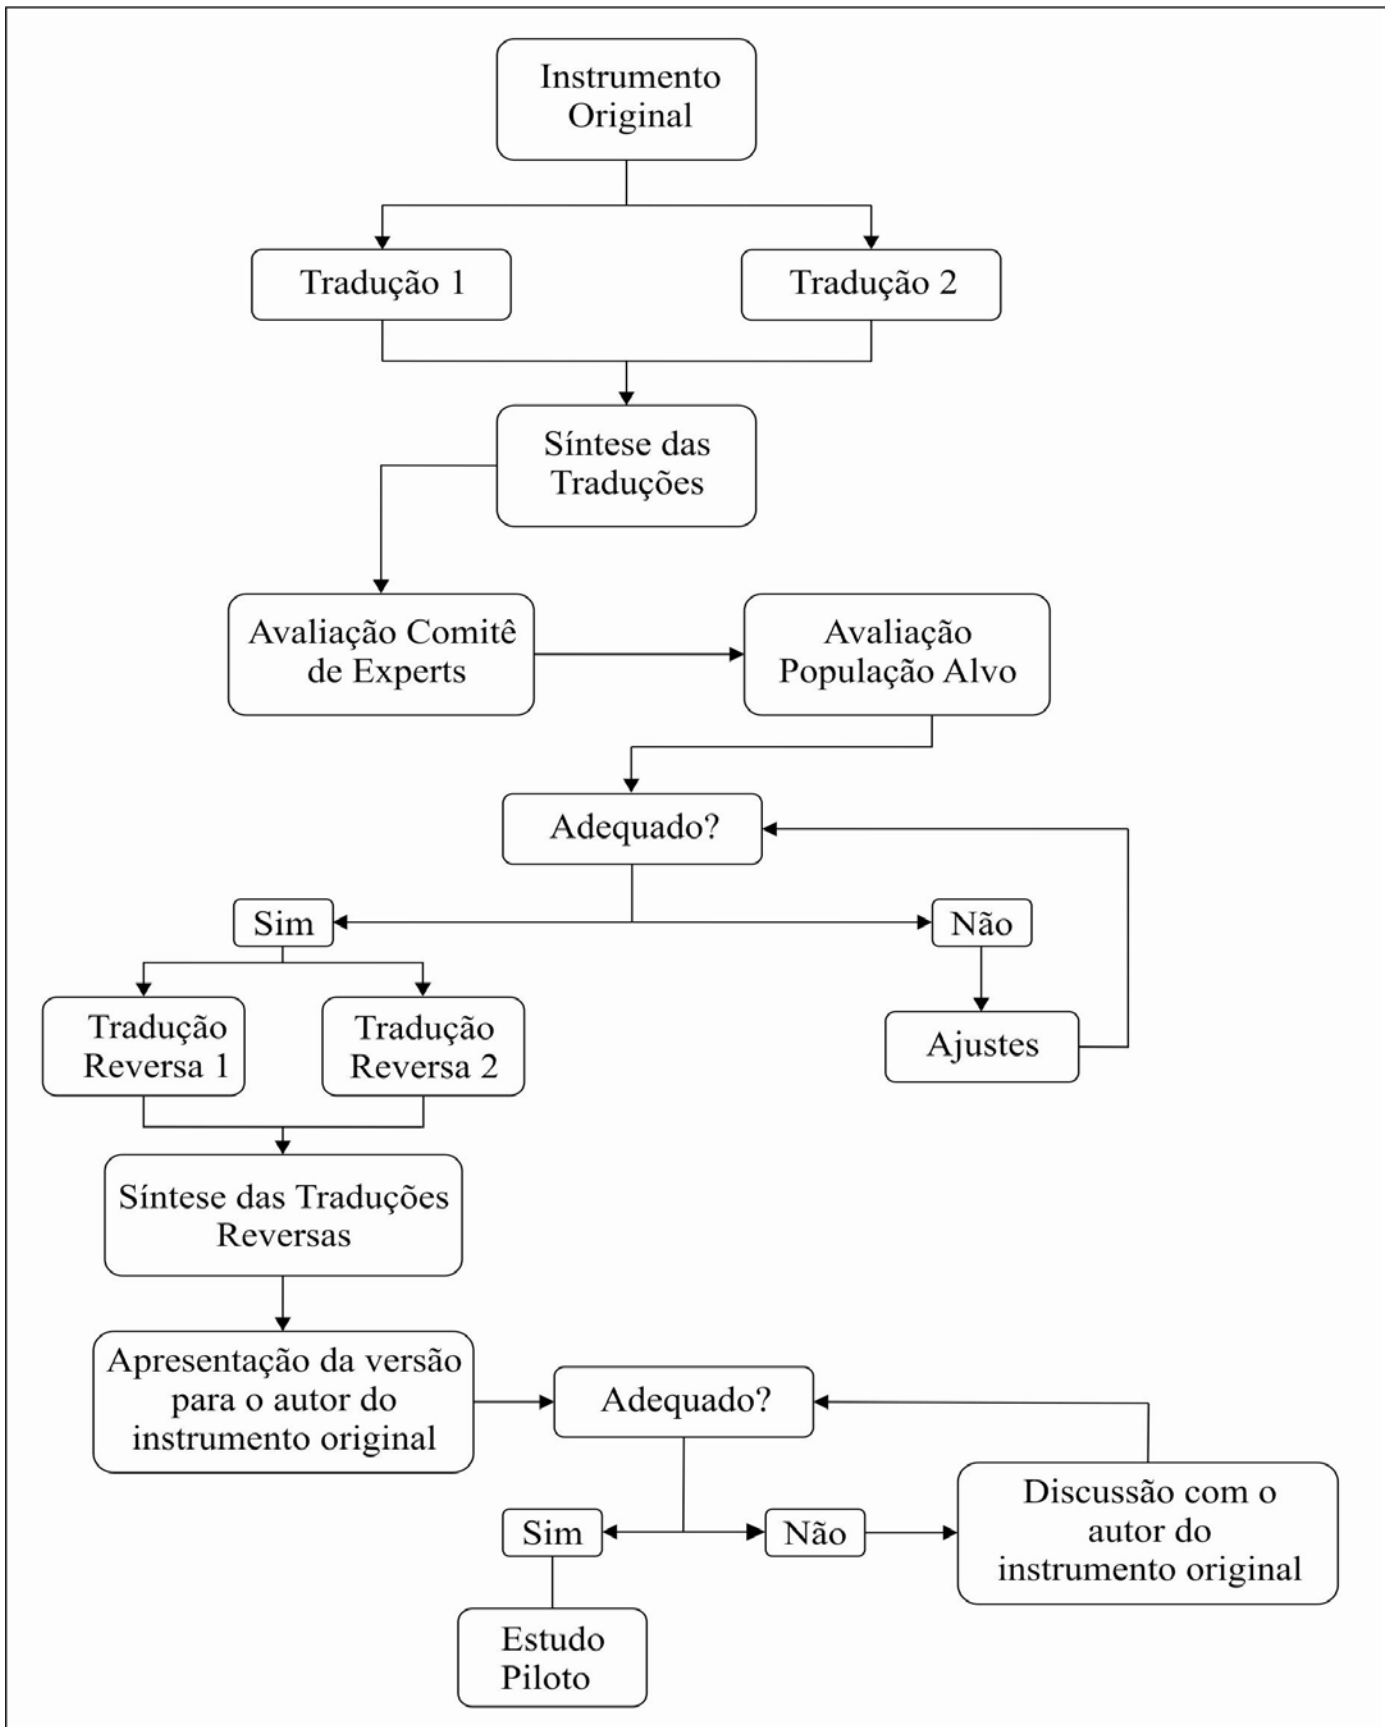 Instrumento
Original
Tradução 1
Tradução 2
Síntese das
Traduções
Avaliação Comitê
de Experts
Avaliação
População Alvo
Adequado?
Sim
Não
Tradução
Reversa 1
Tradução
Reversa 2
Ajustes
Síntese das Traduções
Reversas
Apresentação da versão
para o autor do
instrumento original
Adequado?
Sim
Não
Discussão com o
autor do
instrumento original
Estudo
Piloto